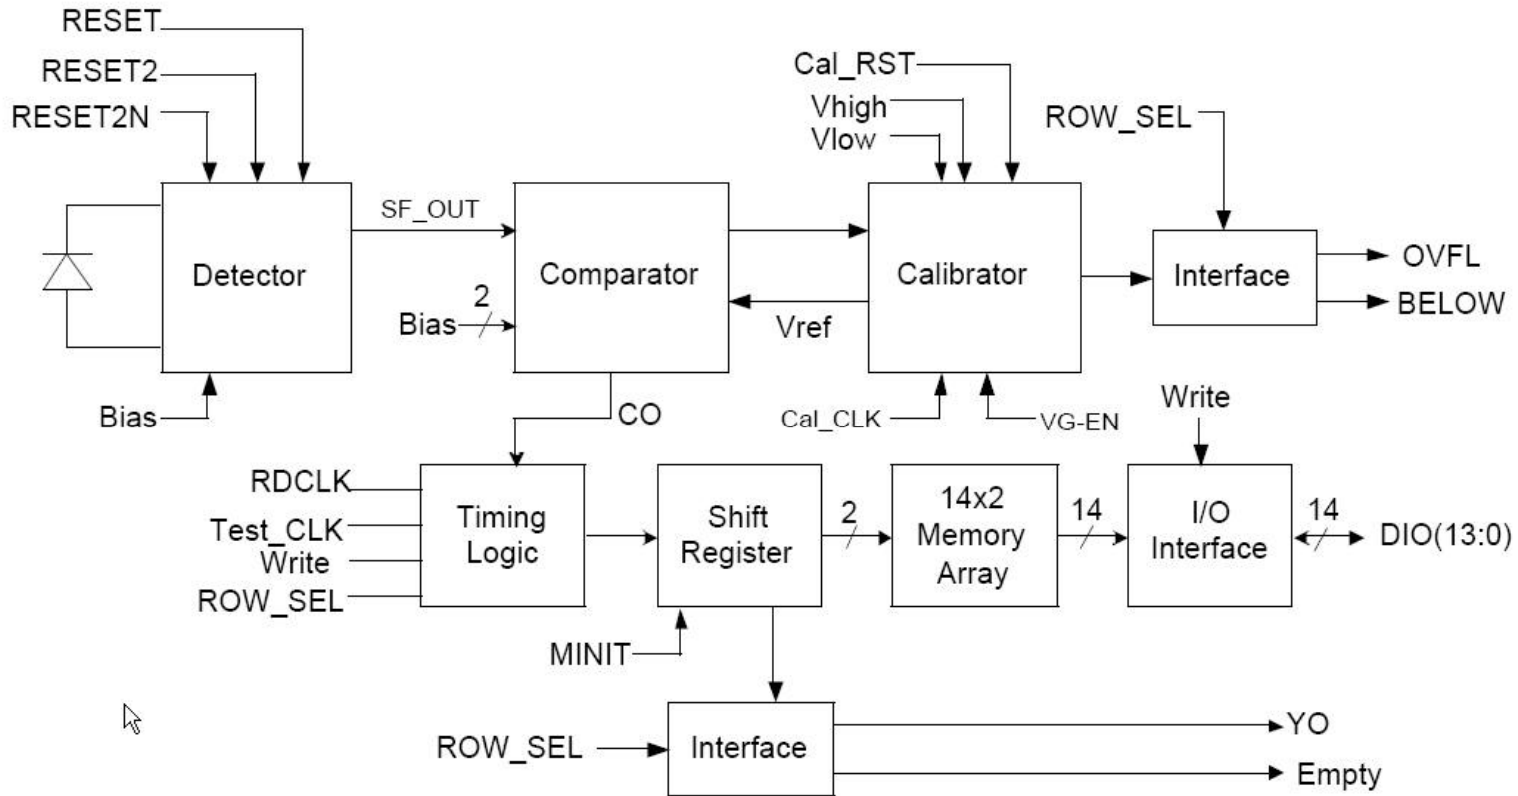 RESET
RESET2
RESET2N
Cal_RST
Vhigh
Vlow
ROW_SEL
SF_OUT
Detector
Comparator
Calibrator
Interface
OVFL
BELOW
2
Bias
Vref
Bias
CO
Cal_CLK
VG-EN
Write
RDCLK
Test_CLK
Write
ROW_SEL
Timing
Logic
Shift
Register
2
14x2
Memory
Array
14
I/O
Interface
14
DIO(13:0)
MINIT
ROW_SEL
Interface
YO
Empty